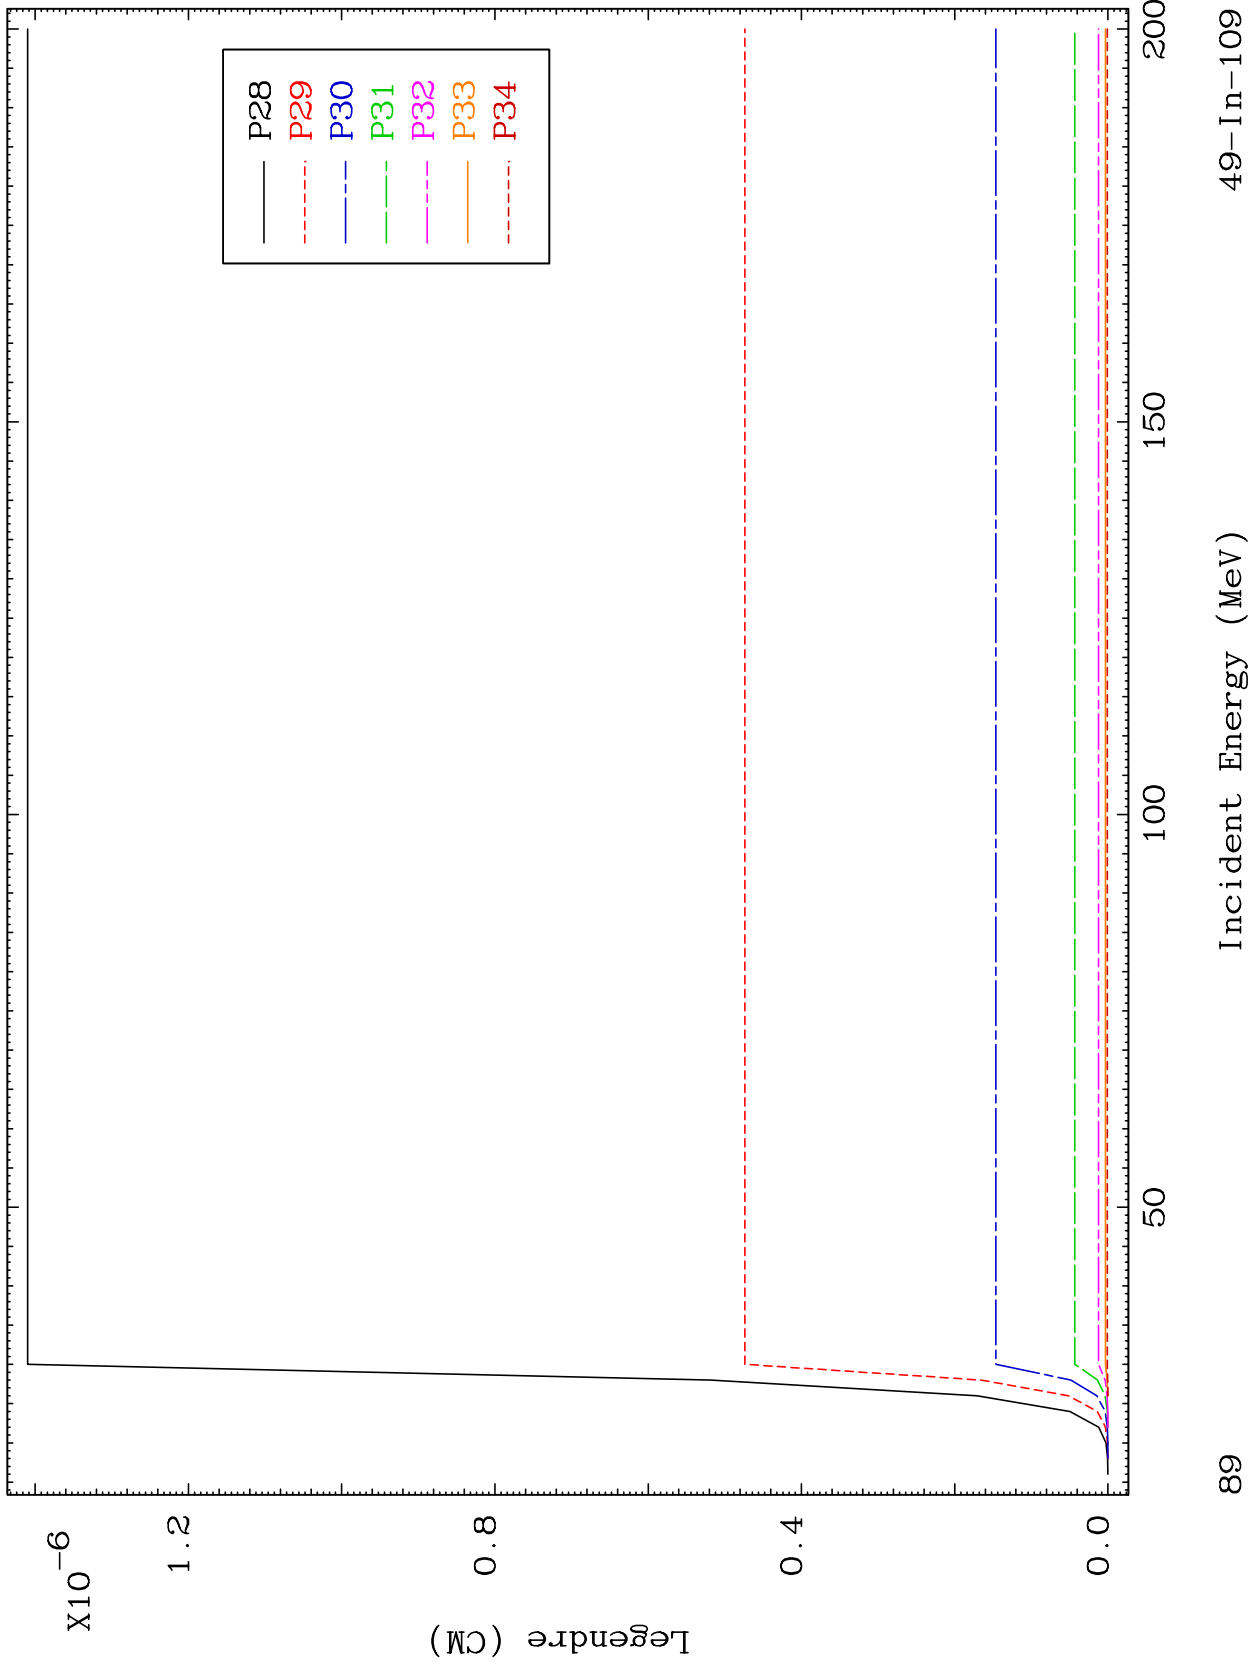 X10-6
1.2
0.8
0.4
0.0
Legendre (CM)
P28
P29
P30
P31
P32
P33
P34
50
100
150
200
Incident Energy (MeV)
89
49-In-109